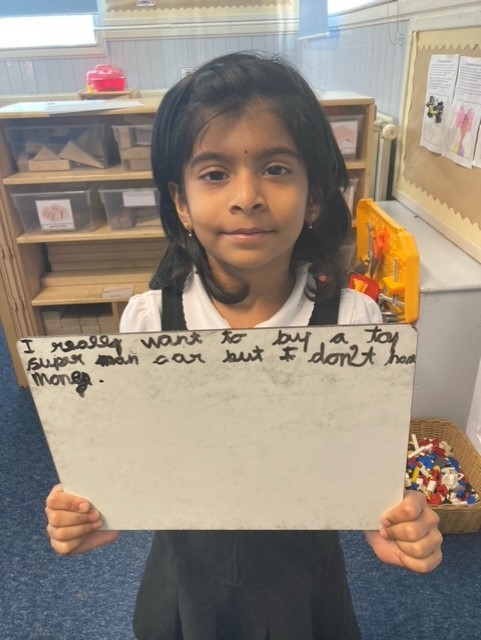 I really want to buy a toy
super man car but I don't hav
money.